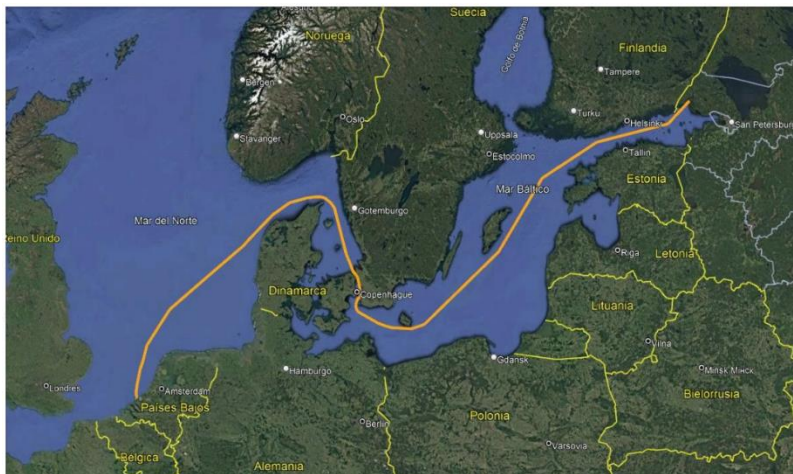 Suecia
Noruega
Golfo de Botnia
Finlandia
Tampere
Bergen
Oslo
Turku
Helsinki
San Petersburgo
Stavanger
Uppsala
Estocolmo
Tallin
Estonia
Mar Báltico
Mar del Norte
Gotemburgo
Reino Unido
Riga
Letonia
Dinamarca
Copenhague
Lituania
Vilna
Hamburgo
Gdansk
Minsk Мінск
Londres
Amsterdam
Bielorrusia
Países Bajos
Polonia
Berlín
Varsovia
Bélgica
Alemania